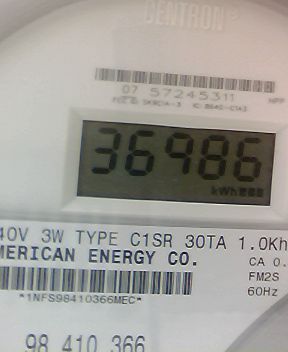 CENTRON®
07 57245311
36986
kWh
40V 3W TYPE C1SR 30TA 1.0Kh
MERICAN ENERGY CO. CA 0.
FM2S
*1NFS98410366MEC* 60Hz
98 410 366